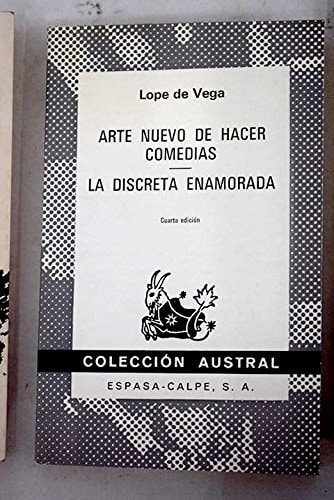 Lope de Vega
ARTE NUEVO DE HACER
COMEDIAS
LA DISCRETA ENAMORADA
Cuarta edición
COLECCIÓN AUSTRAL
ESPASA-CALPE, S. A.